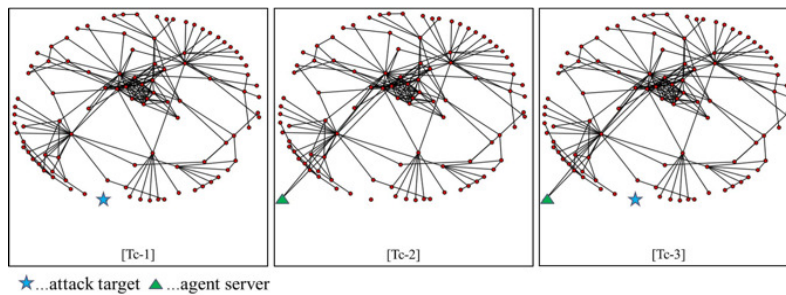 [Tc-1] [Tc-2] [Tc-3]
...attack target ...agent server